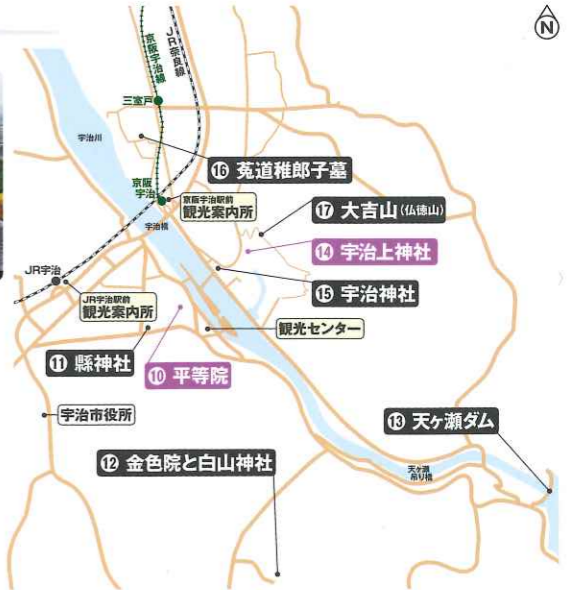 N
京阪宇治線
JR奈良線
三室戸
宇治川
⑯ 菟道稚郎子墓
京阪宇治
京阪宇治駅前
観光案内所
⑰ 大吉山(仏徳山)
宇治橋
⑭ 宇治上神社
JR宇治
⑮ 宇治神社
JR宇治駅前
観光案内所
観光センター
⑪ 縣神社
⑩ 平等院
宇治市役所
⑬ 天ヶ瀬ダム
⑫ 金色院と白山神社
天ヶ瀬
吊り橋